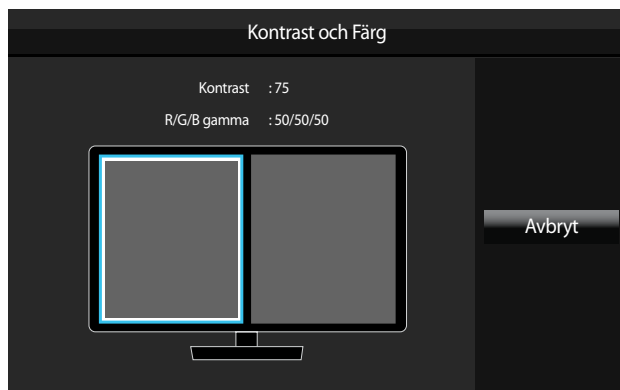 Kontrast och Färg
Kontrast : 75
R/G/B gamma : 50/50/50
Avbryt